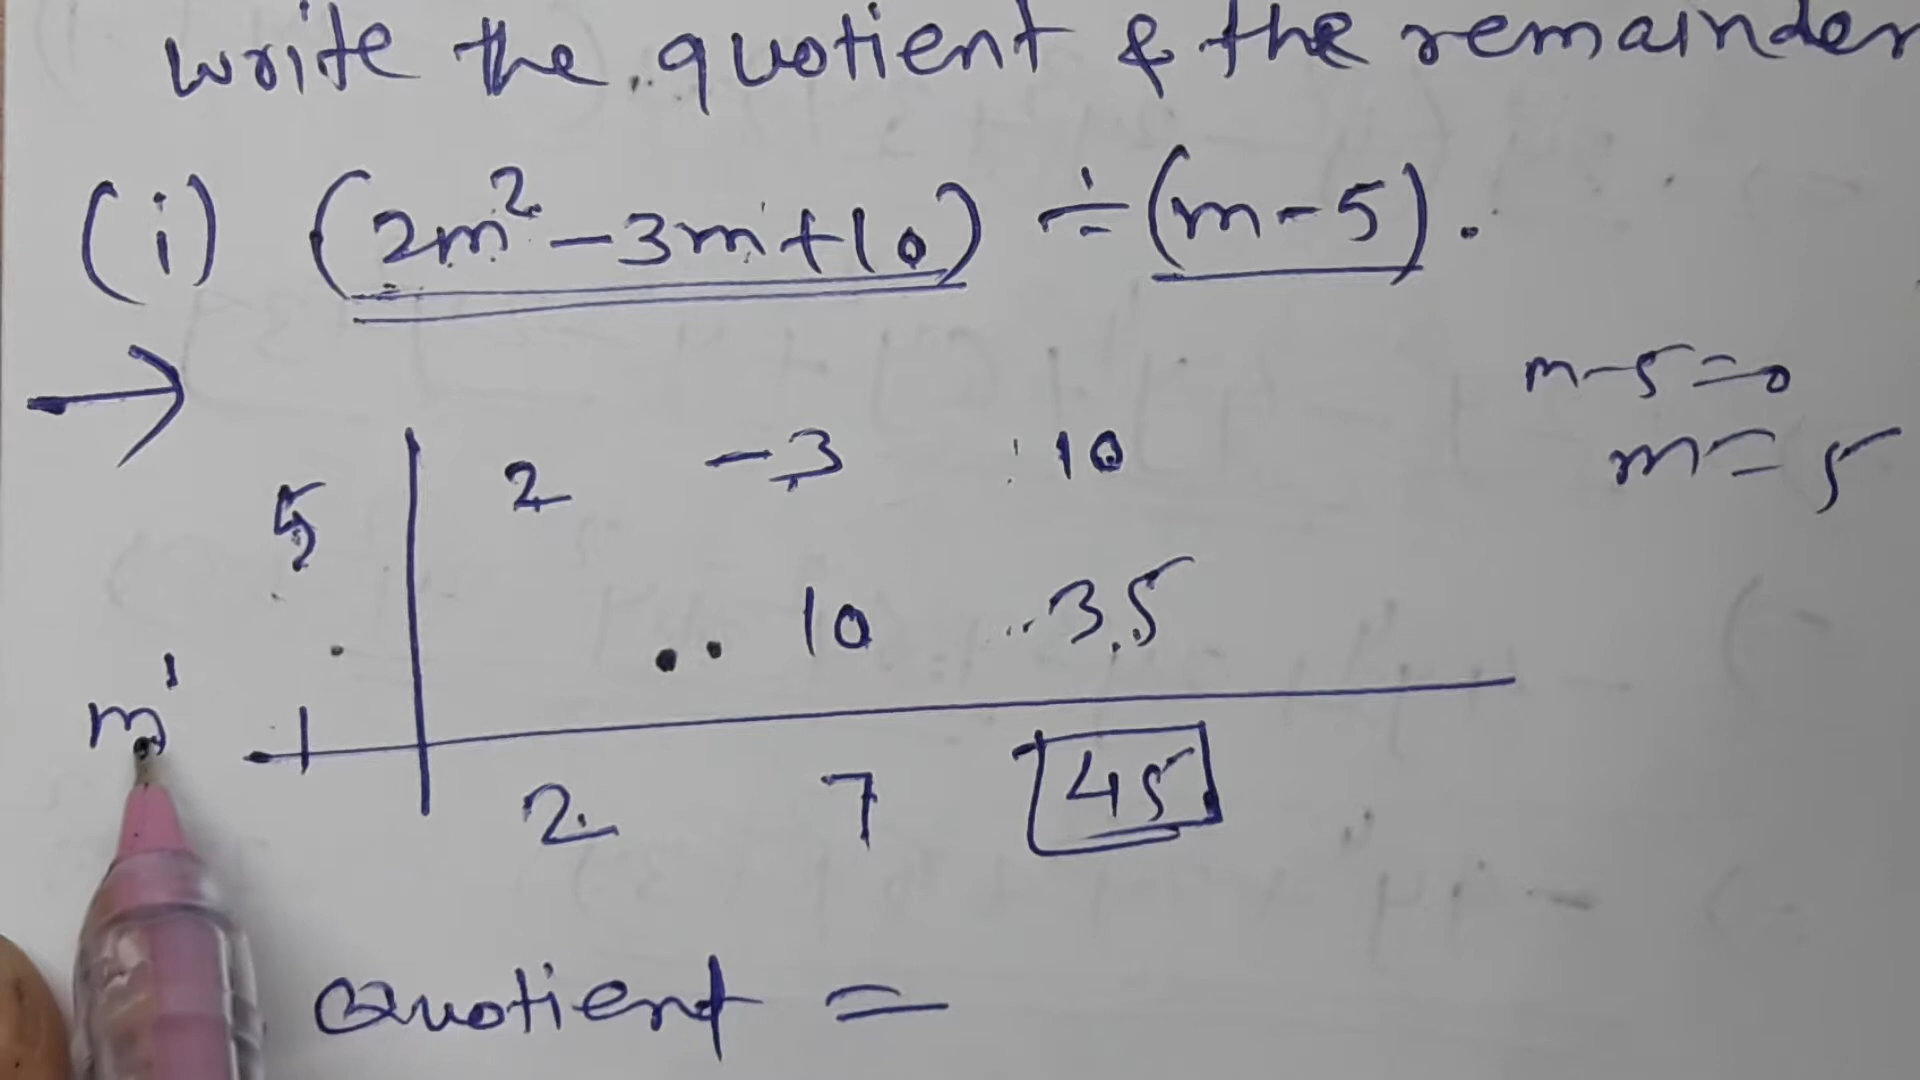 write the quotient & the remainder
(i) (2m²-3m+10) ÷ (m-5).
→
m-5=0
m=5
5 | 2 -3 10
10 35
m¹ 1
2 7 45
Quotient =